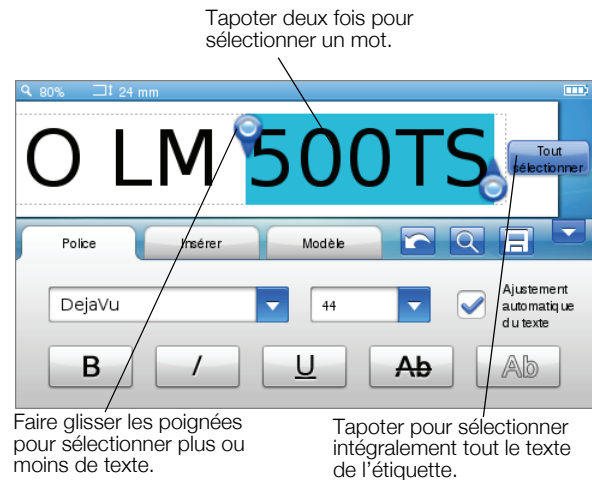 Tapoter deux fois pour
sélectionner un mot.
80% 24 mm
O LM 500TS
Tout
sélectionner
Police Insérer Modèle
DejaVu 44
Ajustement
automatique
du texte
B I U Ab Ab
Faire glisser les poignées
pour sélectionner plus ou
moins de texte.
Tapoter pour sélectionner
intégralement tout le texte
de l'étiquette.